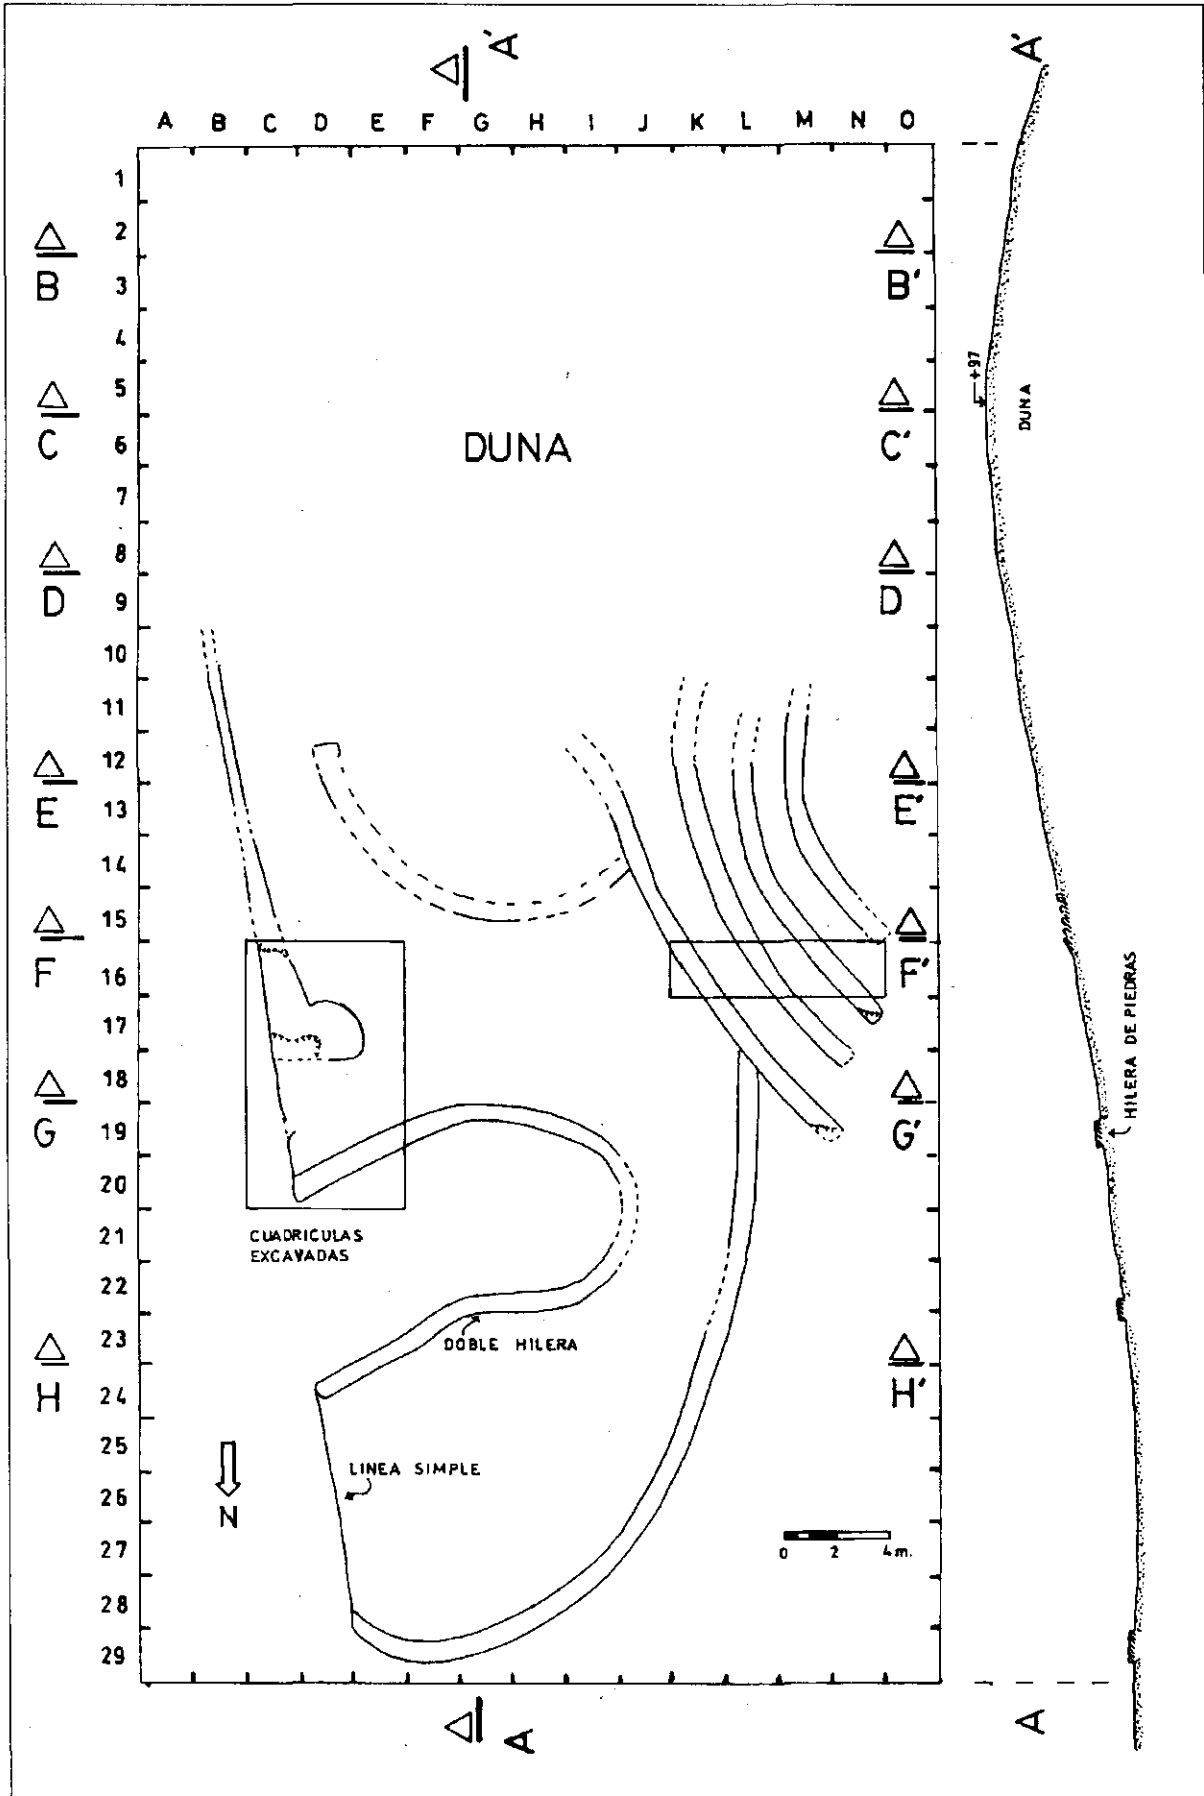 'A
A'
A B C D E F G H I J K L M N O
1
2
B B'
3
4
+97
5
DUNA
C C'
6
DUNA
7
8
D D
9
10
11
12
E E'
13
14
15
F F'
16
HILERA DE PIEDRAS
17
18
G G'
19
20
21
CUADRICULAS
EXCAVADAS
22
23
DOBLE HILERA
H H'
24
25
LINEA SIMPLE
26
N
27
0 2 4m.
28
29
A
A